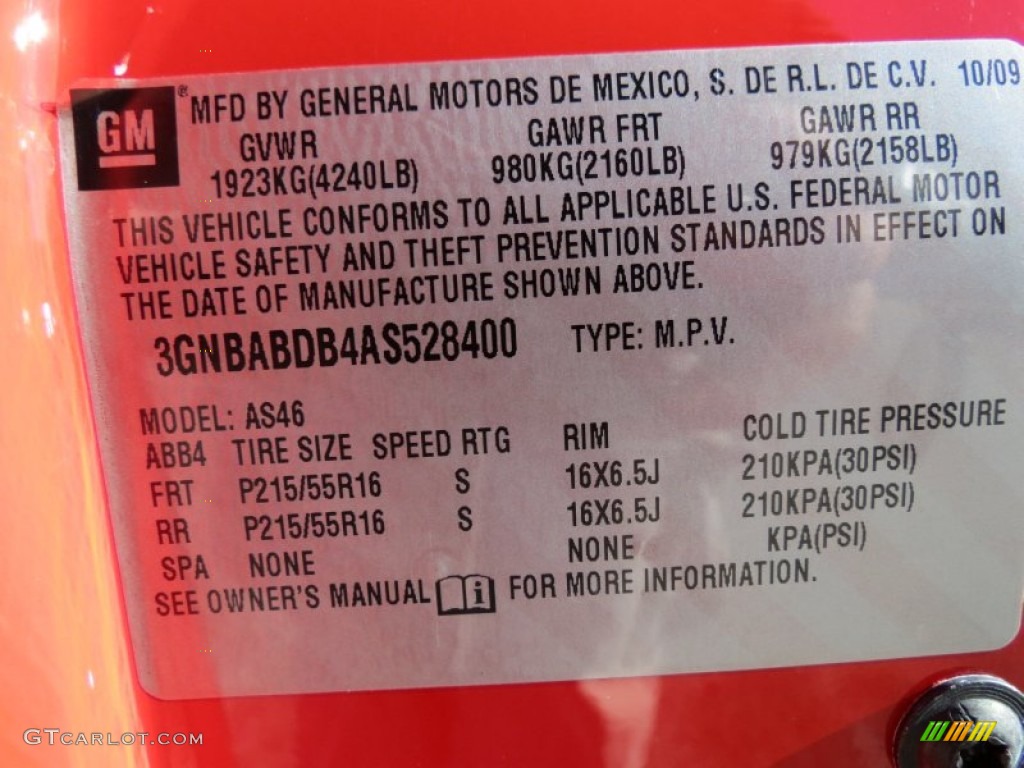 GM ® MFD BY GENERAL MOTORS DE MEXICO, S. DE R.L. DE C.V. 10/09
GVWR GAWR FRT GAWR RR
1923KG(4240LB) 980KG(2160LB) 979KG(2158LB)
THIS VEHICLE CONFORMS TO ALL APPLICABLE U.S. FEDERAL MOTOR
VEHICLE SAFETY AND THEFT PREVENTION STANDARDS IN EFFECT ON
THE DATE OF MANUFACTURE SHOWN ABOVE.
3GNBABDB4AS528400 TYPE: M.P.V.
MODEL: AS46
ABB4 TIRE SIZE SPEED RTG RIM COLD TIRE PRESSURE
FRT P215/55R16 S 16X6.5J 210KPA(30PSI)
RR P215/55R16 S 16X6.5J 210KPA(30PSI)
SPA NONE NONE KPA(PSI)
SEE OWNER'S MANUAL i FOR MORE INFORMATION.
GTCARLOT.COM